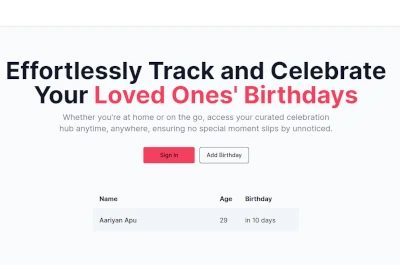 Effortlessly Track and Celebrate
Your Loved Ones' Birthdays
Whether you're at home or on the go, access your curated celebration
hub anytime, anywhere, ensuring no special moment slips by unnoticed.
Sign in Add Birthday
Name Age Birthday
Aariyan Apu 29 in 10 days